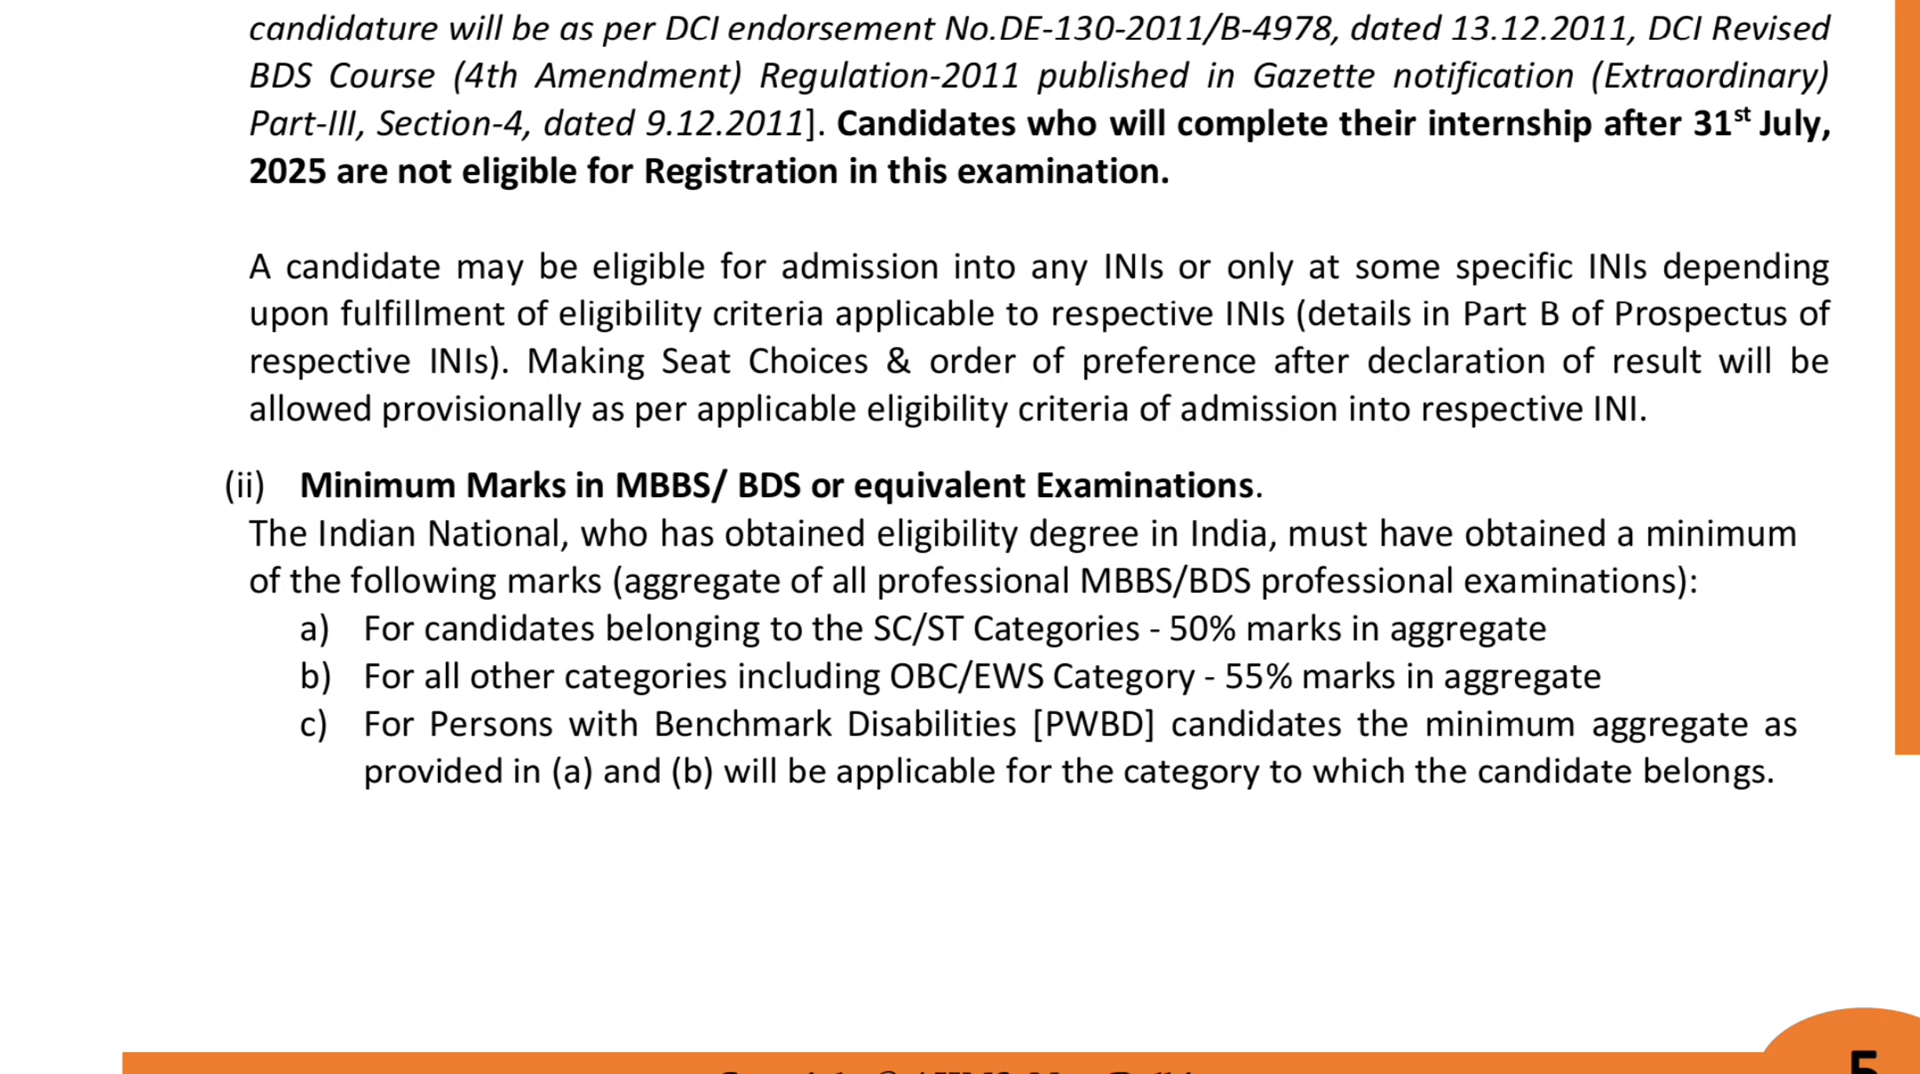 candidature will be as per DCI endorsement No.DE-130-2011/B-4978, dated 13.12.2011, DCI Revised
BDS Course (4th Amendment) Regulation-2011 published in Gazette notification (Extraordinary)
Part-III, Section-4, dated 9.12.2011]. Candidates who will complete their internship after 31st July,
2025 are not eligible for Registration in this examination.
A candidate may be eligible for admission into any INIs or only at some specific INIs depending
upon fulfillment of eligibility criteria applicable to respective INIs (details in Part B of Prospectus of
respective INIs). Making Seat Choices & order of preference after declaration of result will be
allowed provisionally as per applicable eligibility criteria of admission into respective INI.
(ii) Minimum Marks in MBBS/ BDS or equivalent Examinations.
The Indian National, who has obtained eligibility degree in India, must have obtained a minimum
of the following marks (aggregate of all professional MBBS/BDS professional examinations):
a) For candidates belonging to the SC/ST Categories - 50% marks in aggregate
b) For all other categories including OBC/EWS Category - 55% marks in aggregate
c) For Persons with Benchmark Disabilities [PWBD] candidates the minimum aggregate as
provided in (a) and (b) will be applicable for the category to which the candidate belongs.
5